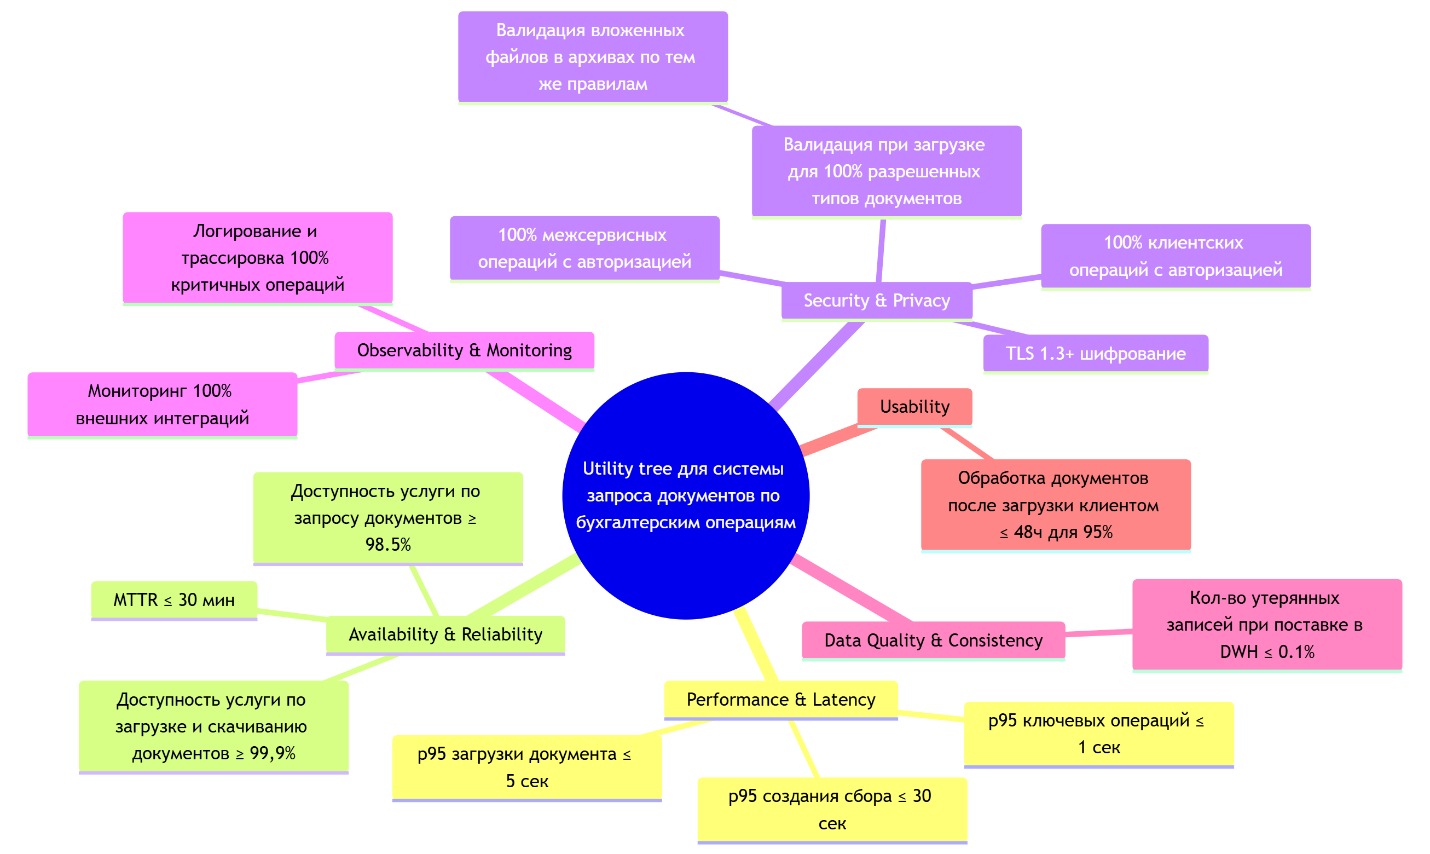 Валидация вложенных
файлов в архивах по тем
же правилам
Валидация при загрузке
для 100% разрешенных
типов документов
100% межсервисных
операций с авторизацией
100% клиентских
операций с авторизацией
Security & Privacy
TLS 1.3+ шифрование
Логирование и
трассировка 100%
критичных операций
Observability & Monitoring
Мониторинг 100%
внешних интеграций
Usability
Обработка документов
после загрузки клиентом
≤ 48ч для 95%
Utility tree для системы
запроса документов по
бухгалтерским операциям
Доступность услуги по
запросу документов ≥
98.5%
MTTR ≤ 30 мин
Availability & Reliability
Доступность услуги по
загрузке и скачиванию
документов ≥ 99,9%
Data Quality & Consistency
Кол-во утерянных
записей при поставке в
DWH ≤ 0.1%
Performance & Latency
p95 загрузки документа ≤
5 сек
p95 создания сбора ≤ 30
сек
p95 ключевых операций ≤
1 сек